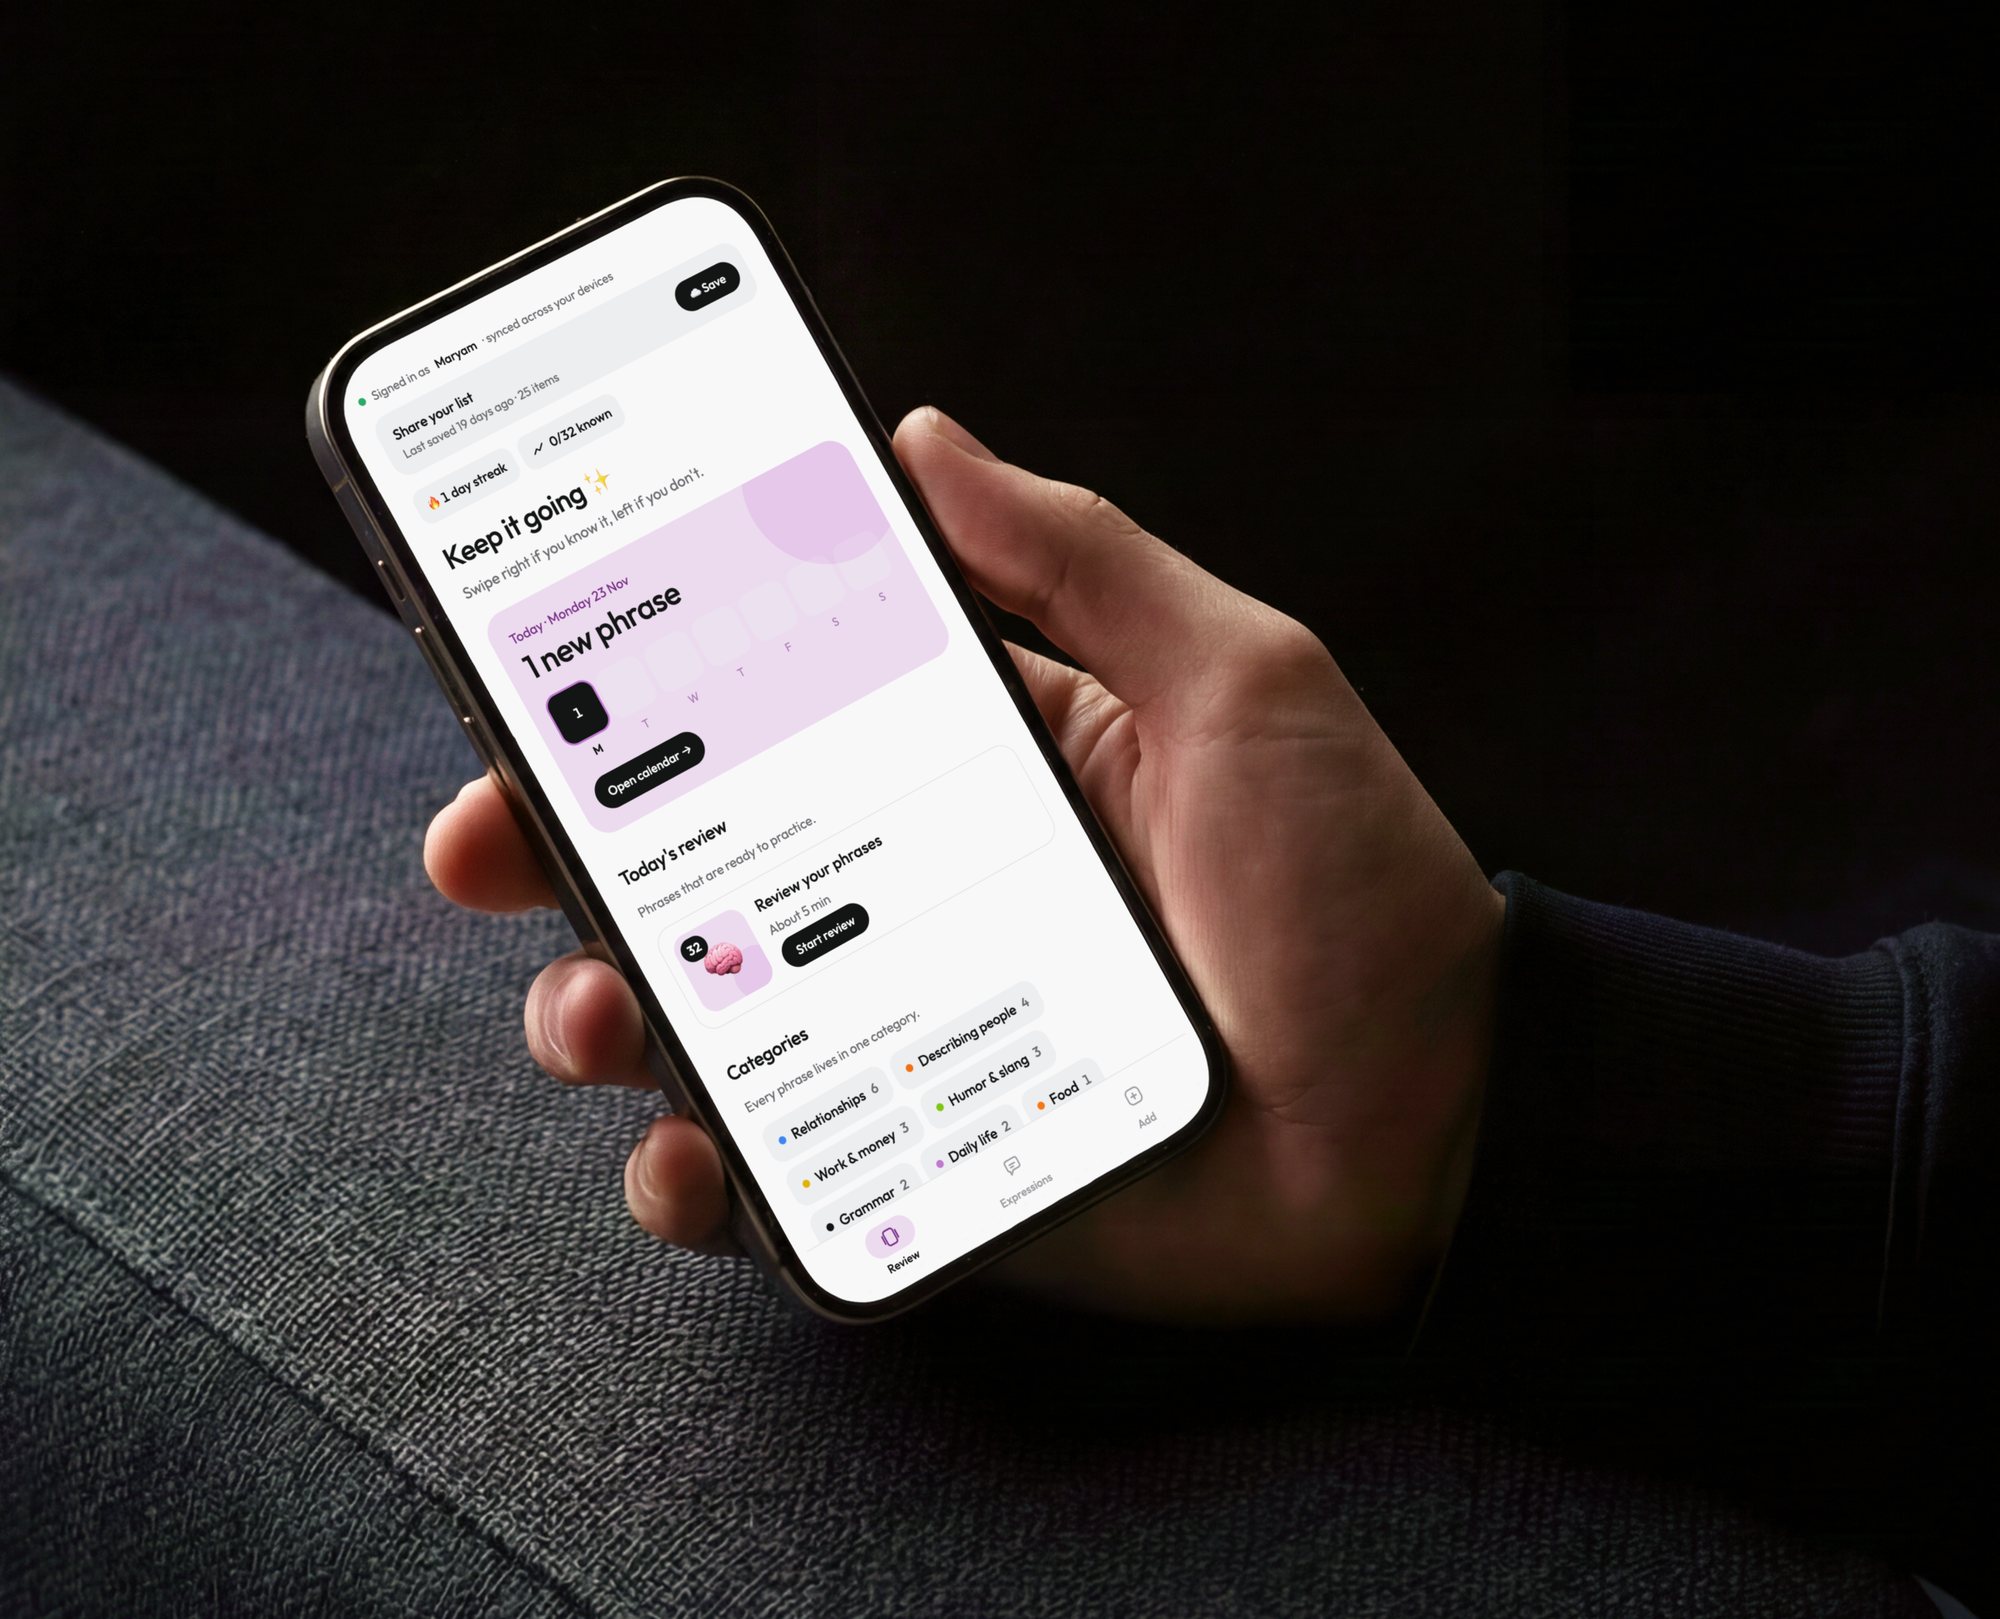 Signed in as Maryam · synced across your devices
Share your list
Last saved 19 days ago · 25 items
☁ Save
🔥 1 day streak
0/32 known
Keep it going ✨
Swipe right if you know it, left if you don't.
Today · Monday 23 Nov
1 new phrase
1
M T W T F S S
Open calendar →
Today's review
Phrases that are ready to practice.
32
Review your phrases
About 5 min
Start review
Categories
Every phrase lives in one category.
Relationships 6
Describing people 4
Work & money 3
Humor & slang 3
Grammar 2
Daily life 2
Food 1
Review
Expressions
Add